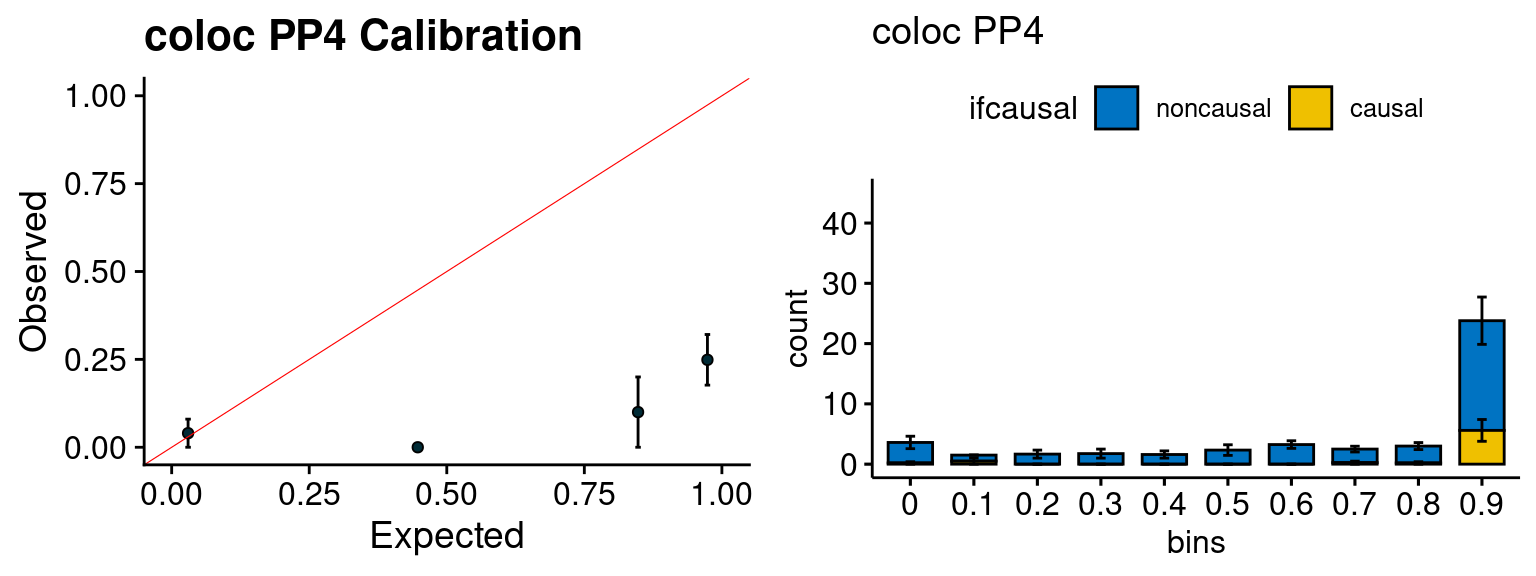 coloc PP4 Calibration
1.00
0.75
0.50
0.25
0.00
Observed
0.00 0.25 0.50 0.75 1.00
Expected
coloc PP4
ifcausal noncausal causal
40
30
20
10
0
count
0 0.1 0.2 0.3 0.4 0.5 0.6 0.7 0.8 0.9
bins